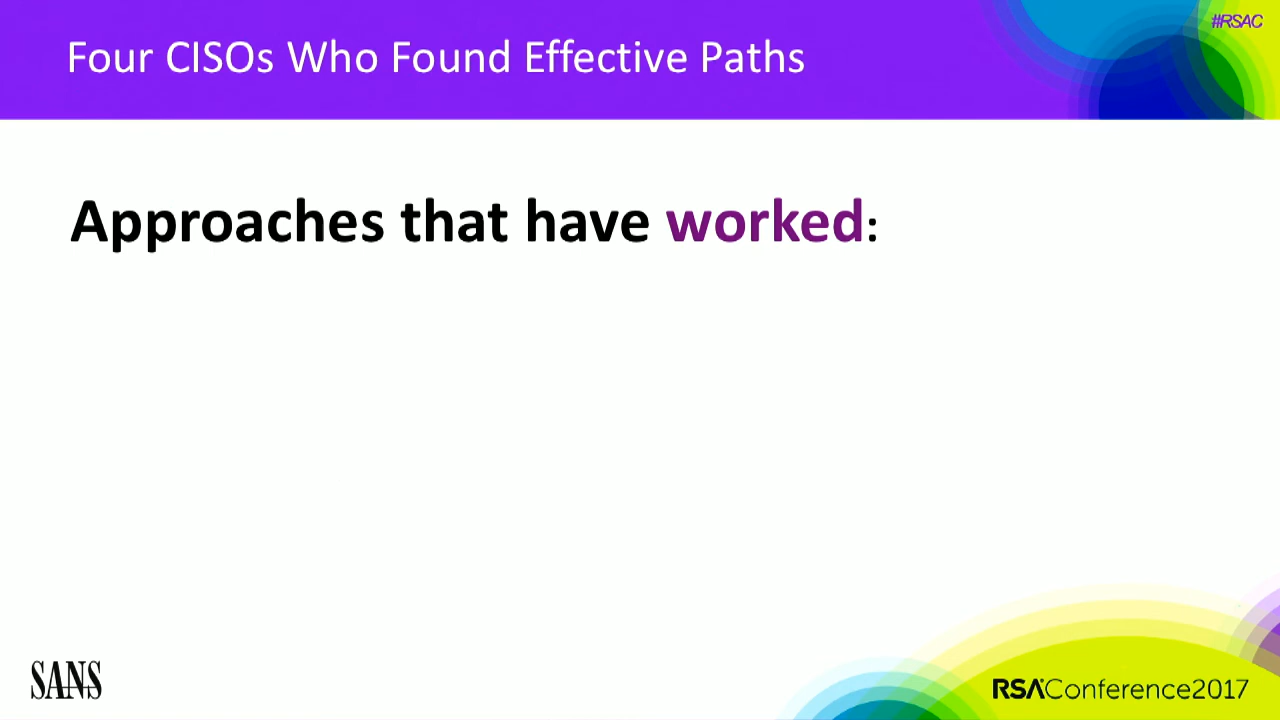 #RSAC
Four CISOs Who Found Effective Paths
Approaches that have worked:
SANS
RSAConference2017